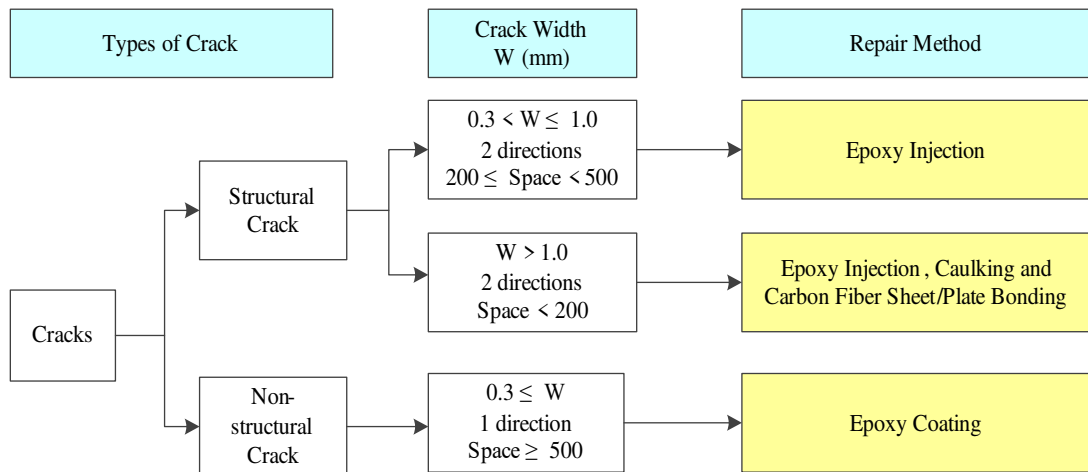 Types of Crack
Crack Width
W (mm)
Repair Method
0.3 < W ≤ 1.0
2 directions
200 ≤ Space < 500
Epoxy Injection
Structural
Crack
W > 1.0
2 directions
Space < 200
Epoxy Injection , Caulking and
Carbon Fiber Sheet/Plate Bonding
Cracks
Non-
structural
Crack
0.3 ≤ W
1 direction
Space ≥ 500
Epoxy Coating